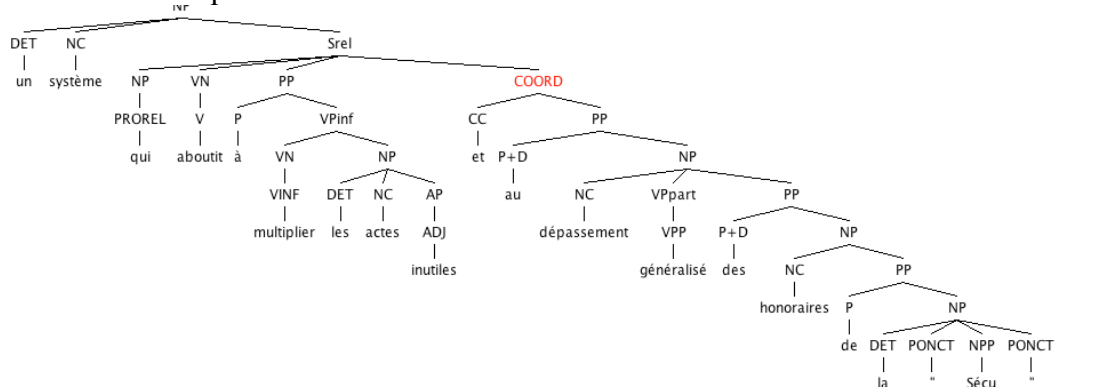 NP
DET NC Srel
un système NP VN PP COORD
PROREL V P VPinf CC PP
qui aboutit à VN NP et P+D NP
VINF DET NC AP au NC VPpart PP
multiplier les actes ADJ dépassement VPP P+D NP
inutiles généralisé des NC PP
honoraires P NP
de DET PONCT NPP PONCT
la " Sécu "